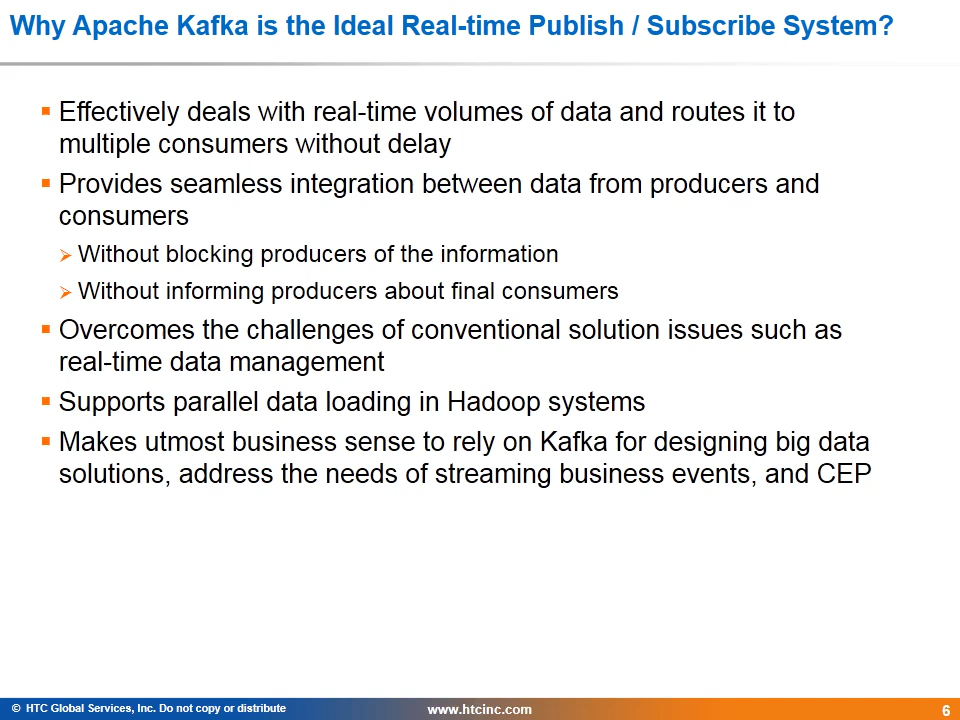 Why Apache Kafka is the Ideal Real-time Publish / Subscribe System?
Effectively deals with real-time volumes of data and routes it to
multiple consumers without delay
Provides seamless integration between data from producers and
consumers
Without blocking producers of the information
Without informing producers about final consumers
Overcomes the challenges of conventional solution issues such as
real-time data management
Supports parallel data loading in Hadoop systems
Makes utmost business sense to rely on Kafka for designing big data
solutions, address the needs of streaming business events, and CEP
© HTC Global Services, Inc. Do not copy or distribute
www.htcinc.com
6